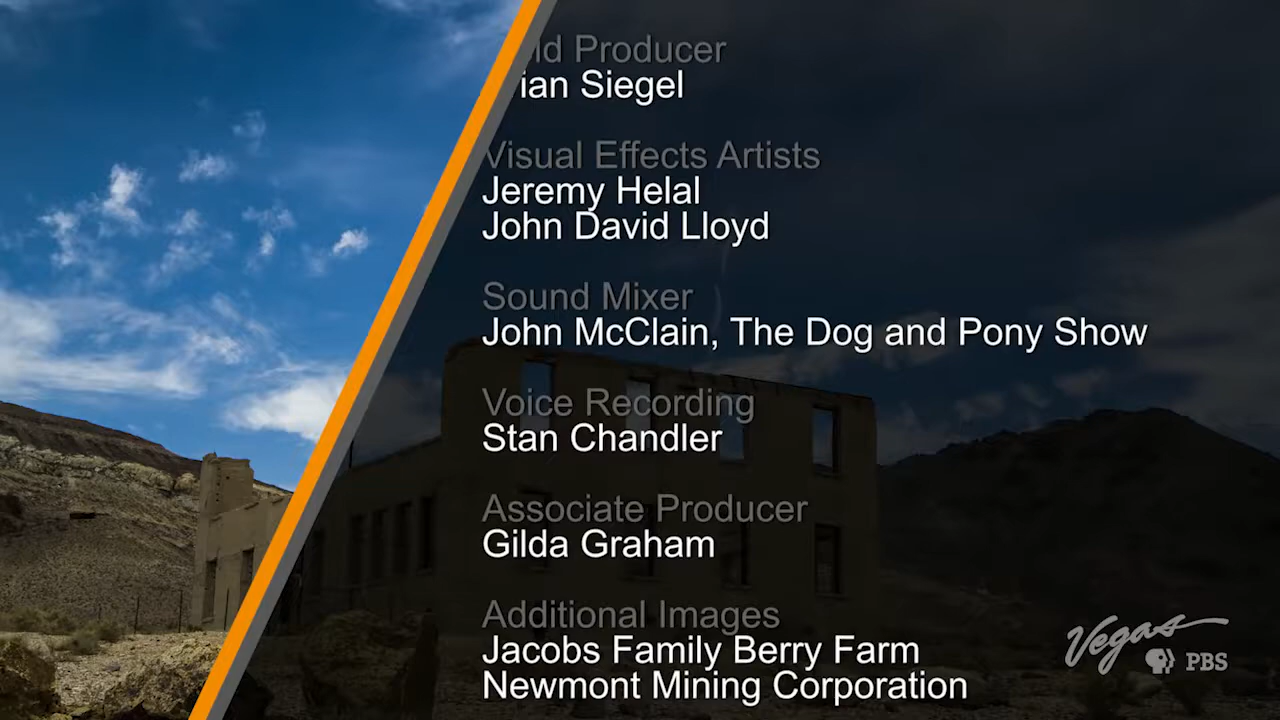 Producer
Siegel
Visual Effects Artists
Jeremy Helal
John David Lloyd
Sound Mixer
John McClain, The Dog and Pony Show
Voice Recording
Stan Chandler
Associate Producer
Gilda Graham
Additional Images
Jacobs Family Berry Farm
Newmont Mining Corporation
Vegas
PBS